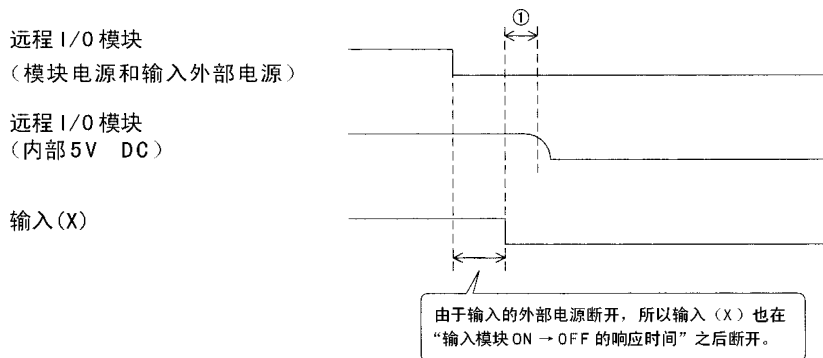 ①
远程 I/O 模块
（模块电源和输入外部电源）
远程 I/O 模块
（内部5V DC）
输入(X)
由于输入的外部电源断开，所以输入（X）也在
“输入模块ON → OFF 的响应时间”之后断开。